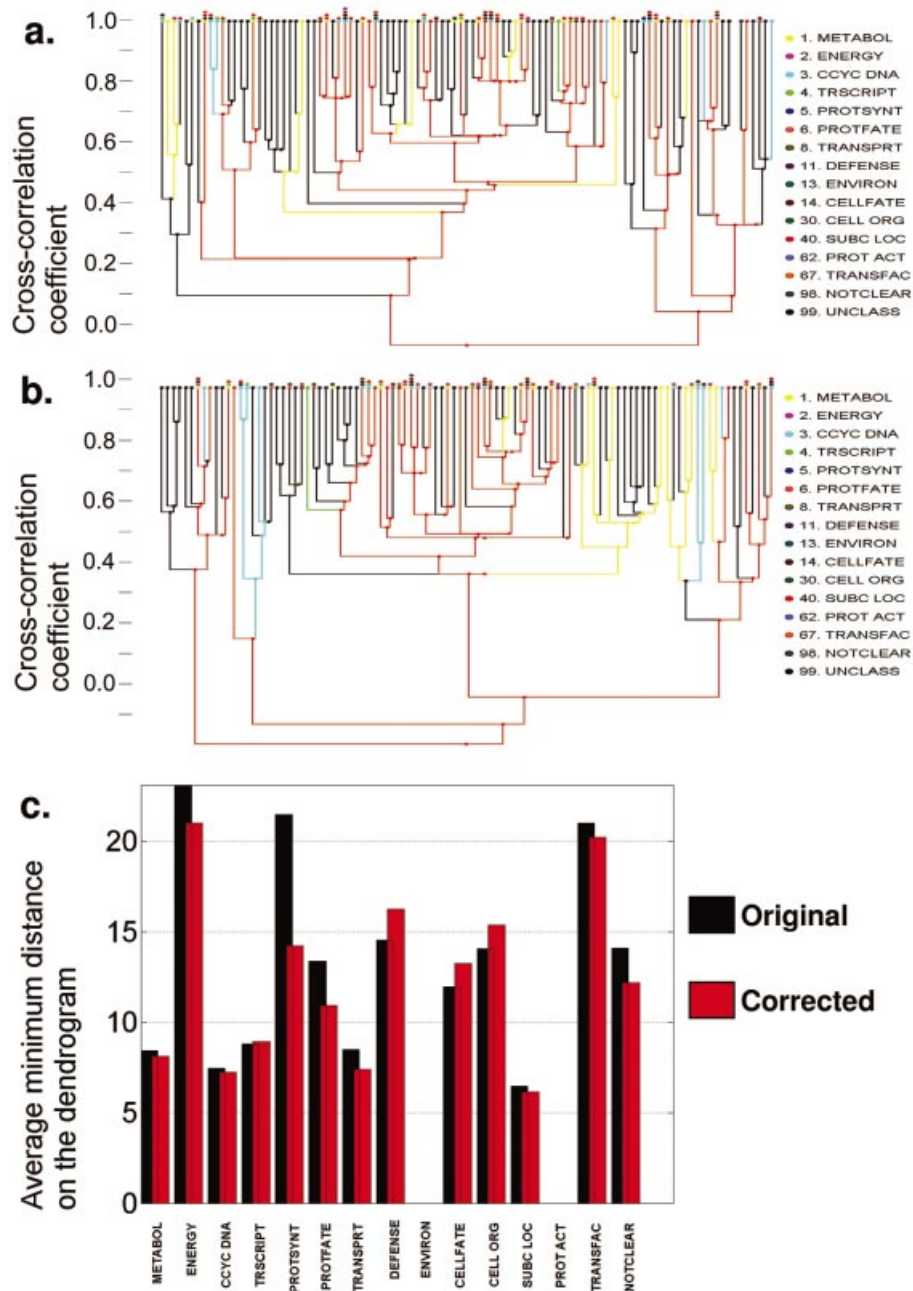 a.
Cross-correlation
coefficient
1.0
0.8
0.6
0.4
0.2
0.0
1. METABOL
2. ENERGY
3. CCYC DNA
4. TRSCRIPT
5. PROTSYNT
6. PROTFATE
8. TRANSPRT
11. DEFENSE
13. ENVIRON
14. CELLFATE
30. CELL ORG
40. SUBC LOC
62. PROT ACT
67. TRANSFAC
98. NOTCLEAR
99. UNCLASS
b.
Cross-correlation
coefficient
1.0
0.8
0.6
0.4
0.2
0.0
1. METABOL
2. ENERGY
3. CCYC DNA
4. TRSCRIPT
5. PROTSYNT
6. PROTFATE
8. TRANSPRT
11. DEFENSE
13. ENVIRON
14. CELLFATE
30. CELL ORG
40. SUBC LOC
62. PROT ACT
67. TRANSFAC
98. NOTCLEAR
99. UNCLASS
c.
Average minimum distance
on the dendrogram
20
15
10
5
0
METABOL
ENERGY
CCYC DNA
TRSCRIPT
PROTSYNT
PROTFATE
TRANSPRT
DEFENSE
ENVIRON
CELLFATE
CELL ORG
SUBC LOC
PROT ACT
TRANSFAC
NOTCLEAR
Original
Corrected